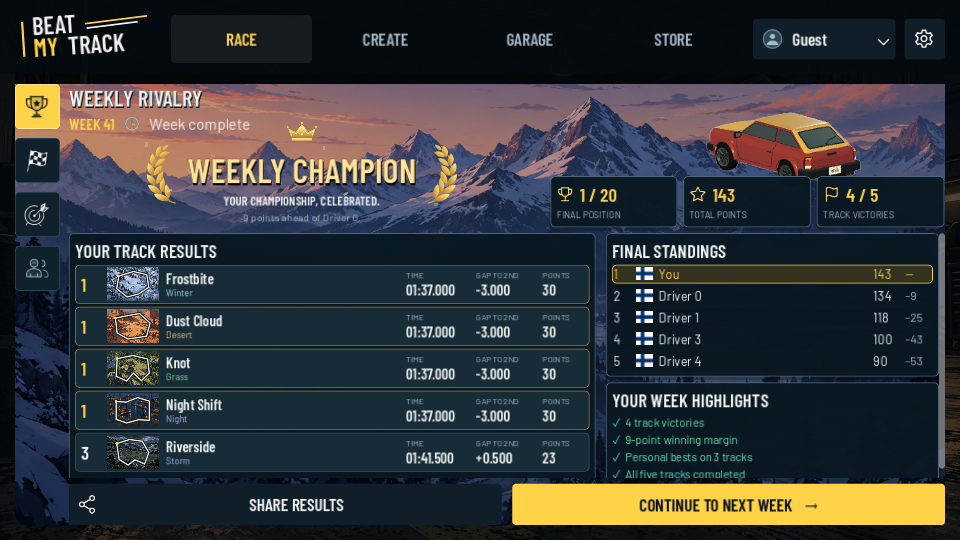 BEAT
MY TRACK
RACE
CREATE
GARAGE
STORE
Guest
WEEKLY RIVALRY
WEEK 41 Week complete
WEEKLY CHAMPION
YOUR CHAMPIONSHIP, CELEBRATED.
9 points ahead of Driver 0.
1 / 20
FINAL POSITION
143
TOTAL POINTS
4 / 5
TRACK VICTORIES
YOUR TRACK RESULTS
1 Frostbite Winter TIME 01:37.000 GAP TO 2ND -3.000 POINTS 30
1 Dust Cloud Desert TIME 01:37.000 GAP TO 2ND -3.000 POINTS 30
1 Knot Grass TIME 01:37.000 GAP TO 2ND -3.000 POINTS 30
1 Night Shift Night TIME 01:37.000 GAP TO 2ND -3.000 POINTS 30
3 Riverside Storm TIME 01:41.500 GAP TO 2ND +0.500 POINTS 23
FINAL STANDINGS
1 You 143 –
2 Driver 0 134 -9
3 Driver 1 118 -25
4 Driver 3 100 -43
5 Driver 4 90 -53
YOUR WEEK HIGHLIGHTS
✓ 4 track victories
✓ 9-point winning margin
✓ Personal bests on 3 tracks
✓ All five tracks completed
SHARE RESULTS
CONTINUE TO NEXT WEEK →